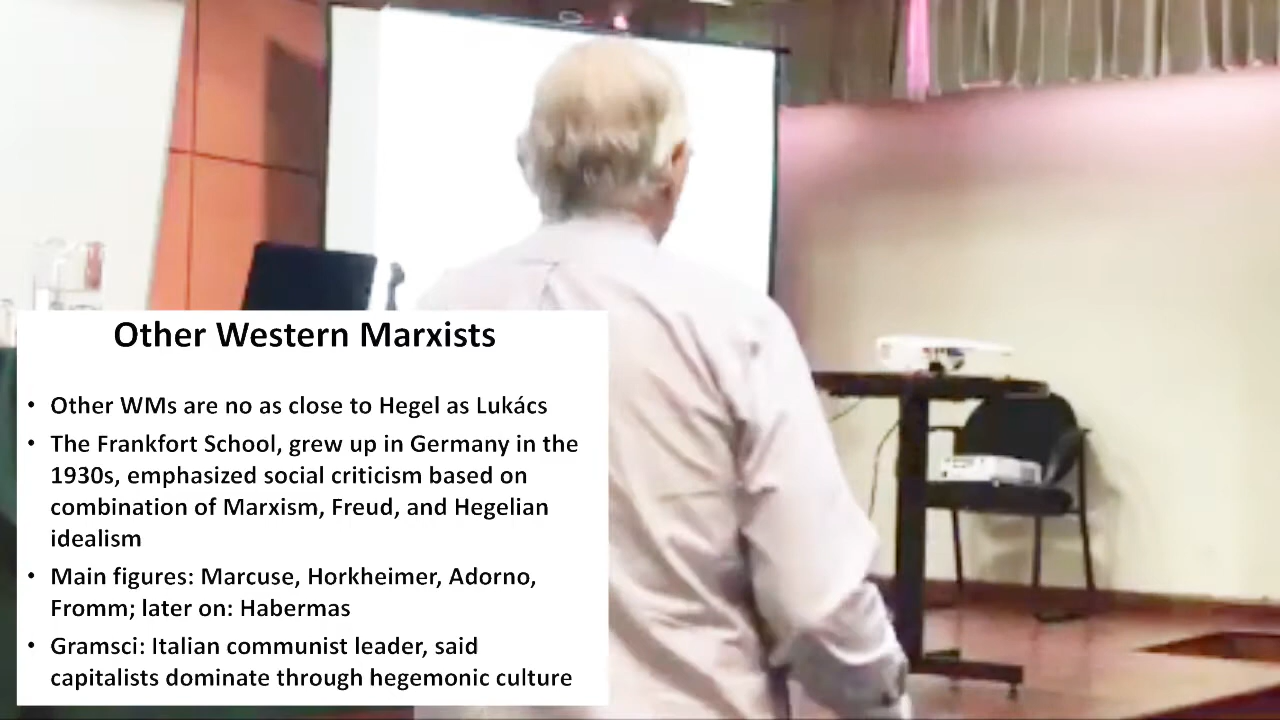 Other Western Marxists
• Other WMs are no as close to Hegel as Lukács
• The Frankfort School, grew up in Germany in the
1930s, emphasized social criticism based on
combination of Marxism, Freud, and Hegelian
idealism
• Main figures: Marcuse, Horkheimer, Adorno,
Fromm; later on: Habermas
• Gramsci: Italian communist leader, said
capitalists dominate through hegemonic culture